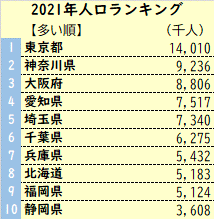 2021年人口ランキング
【多い順】 （千人）
1 東京都 14,010
2 神奈川県 9,236
3 大阪府 8,806
4 愛知県 7,517
5 埼玉県 7,340
6 千葉県 6,275
7 兵庫県 5,432
8 北海道 5,183
9 福岡県 5,124
10 静岡県 3,608